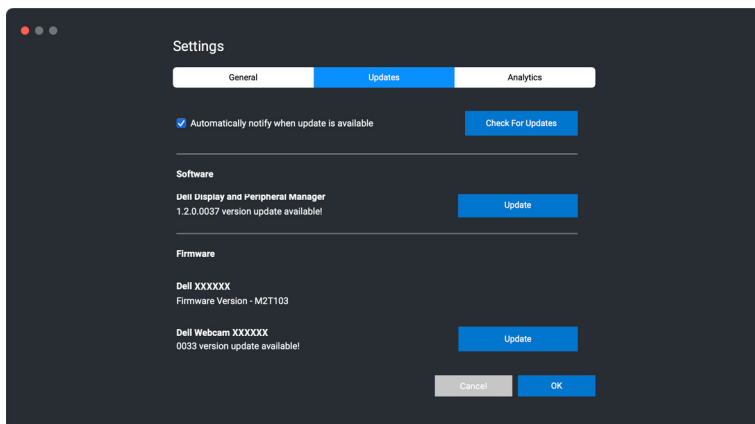 Settings
General Updates Analytics
Automatically notify when update is available Check For Updates
Software
Dell Display and Peripheral Manager
1.2.0.0037 version update available!
Update
Firmware
Dell XXXXXX
Firmware Version - M2T103
Dell Webcam XXXXXX
0033 version update available!
Update
Cancel OK